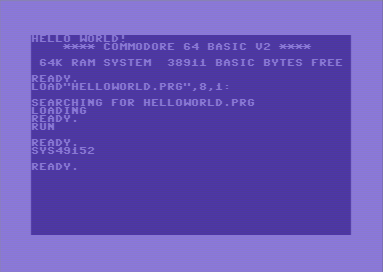 HELLO WORLD!
**** COMMODORE 64 BASIC V2 ****
64K RAM SYSTEM 38911 BASIC BYTES FREE
READY.
LOAD"HELLOWORLD.PRG",8,1:
SEARCHING FOR HELLOWORLD.PRG
LOADING
READY.
RUN
READY.
SYS49152
READY.